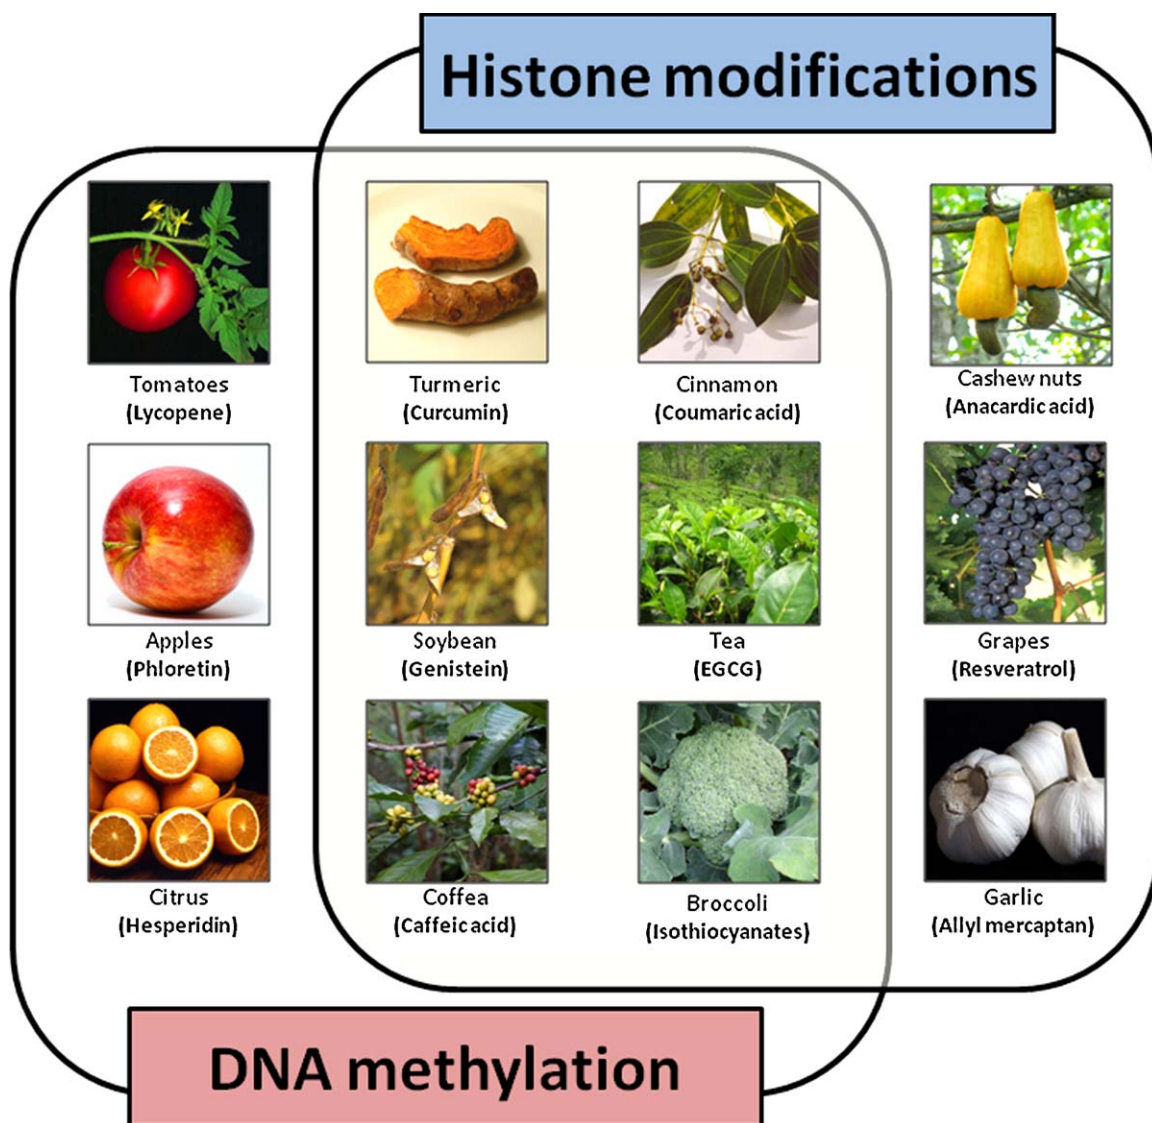 Histone modifications
Tomatoes
(Lycopene)
Turmeric
(Curcumin)
Cinnamon
(Coumaric acid)
Cashew nuts
(Anacardic acid)
Apples
(Phloretin)
Soybean
(Genistein)
Tea
(EGCG)
Grapes
(Resveratrol)
Citrus
(Hesperidin)
Coffea
(Caffeic acid)
Broccoli
(Isothiocyanates)
Garlic
(Allyl mercaptan)
DNA methylation